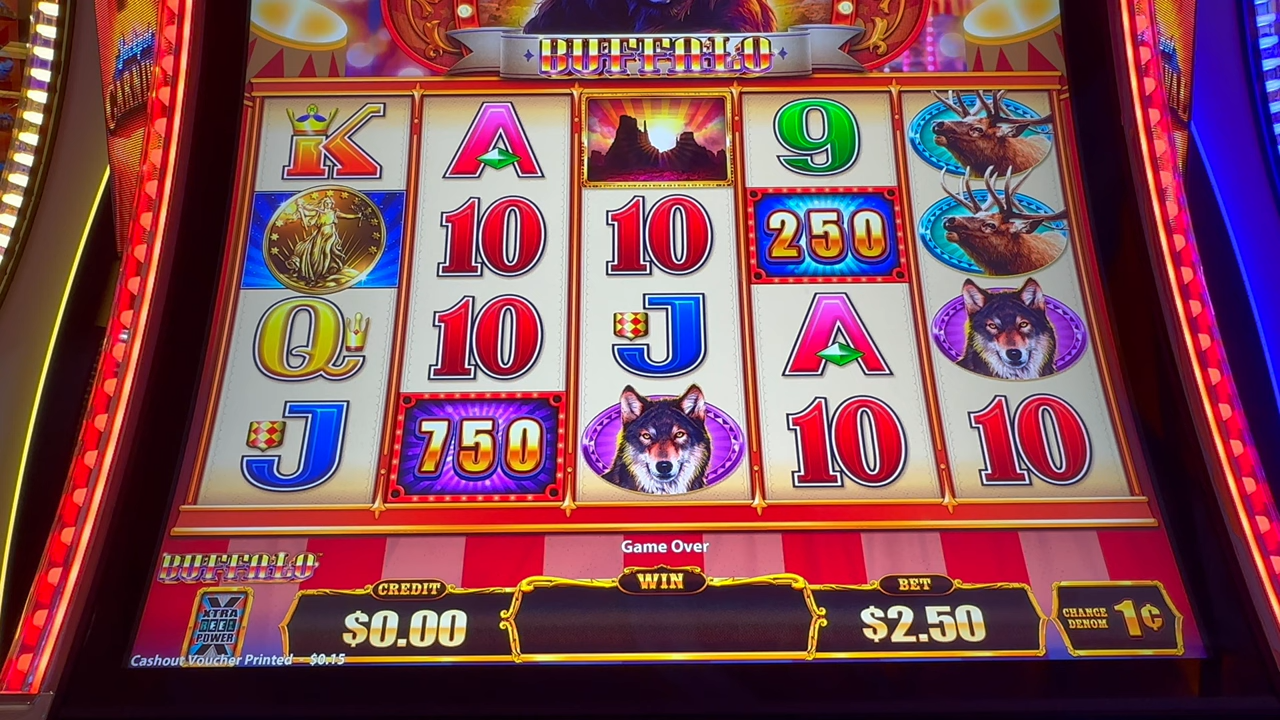 BUFFALO
K A 9
10 10 250
Q 10 J A
J 750 10 10
Game Over
BUFFALO
XTRA
REEL
POWER
CREDIT
$0.00
WIN
BET
$2.50
CHANGE
DENOM
1¢
Cashout Voucher Printed - $0.15